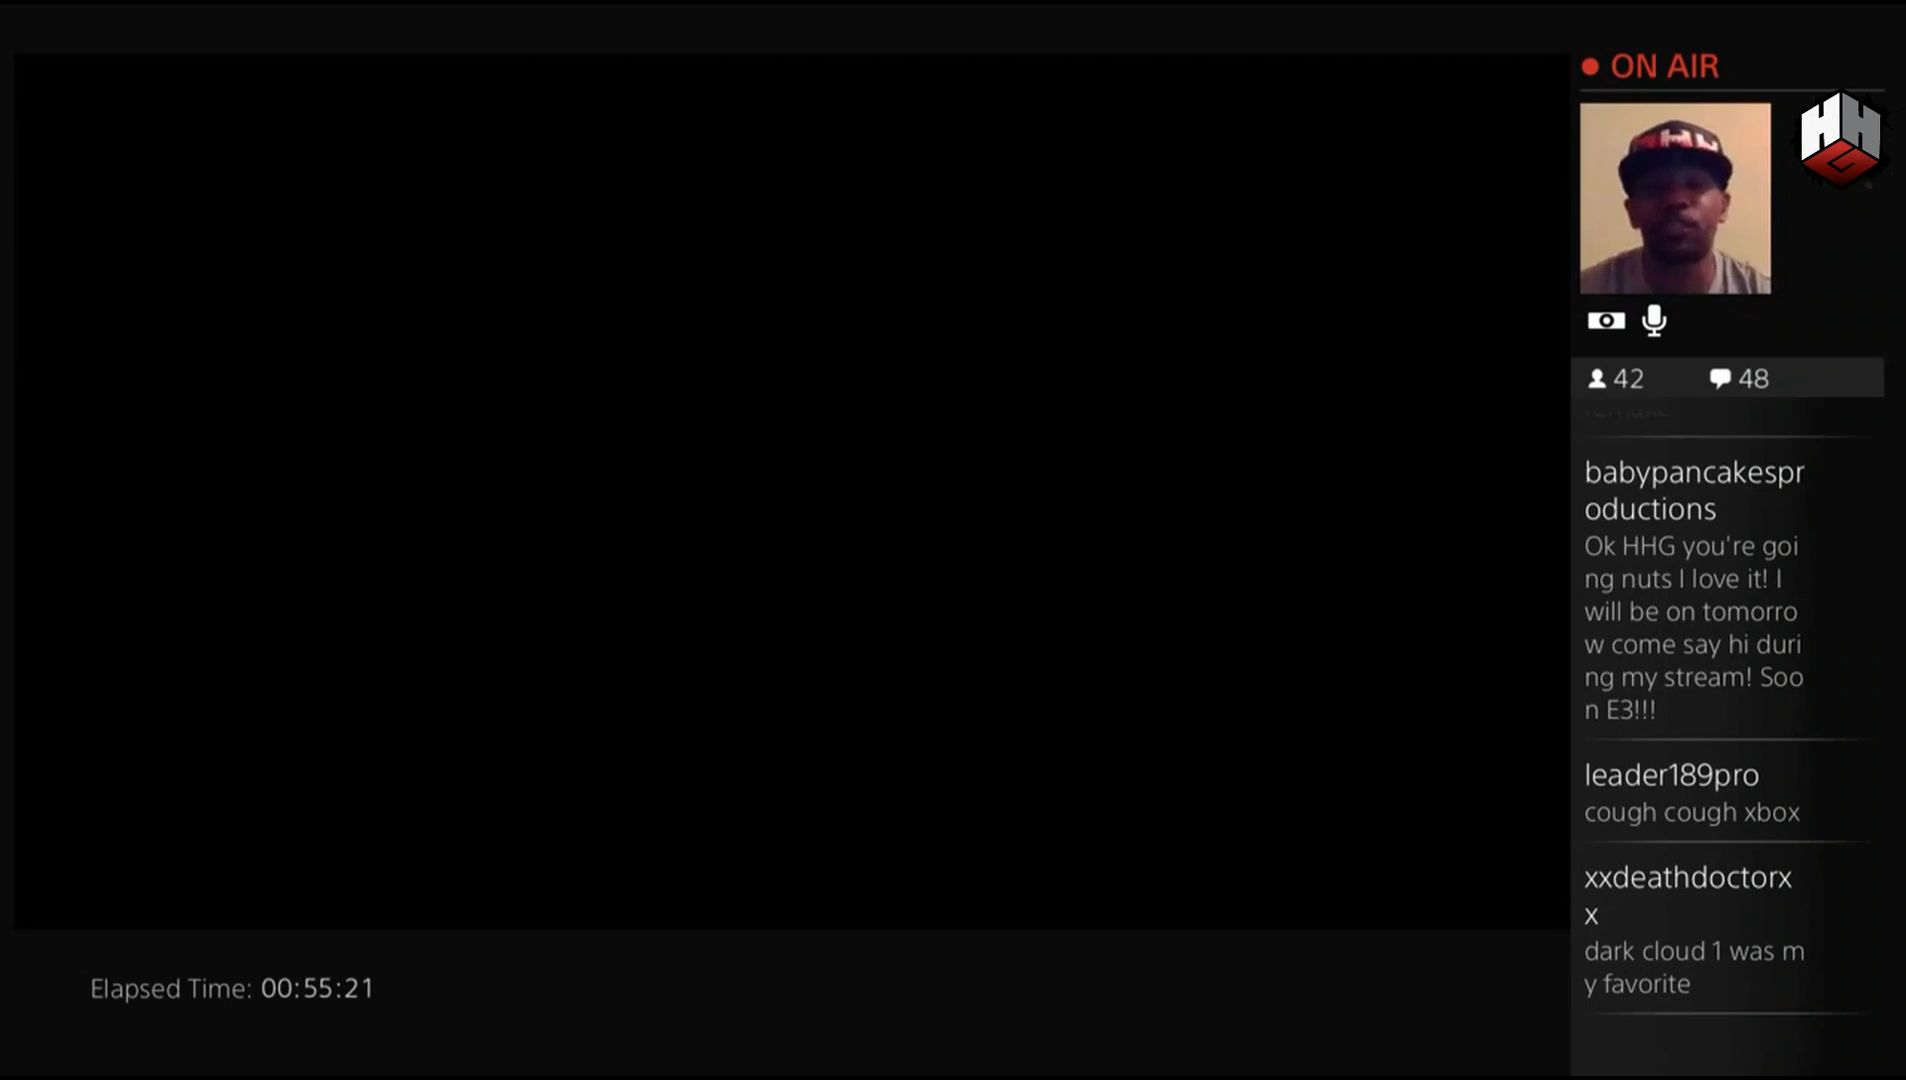 ON AIR
HHG
42 48
babypancakespr
oductions
Ok HHG you're goi
ng nuts I love it! I
will be on tomorro
w come say hi duri
ng my stream! Soo
n E3!!!
leader189pro
cough cough xbox
xxdeathdoctorx
x
dark cloud 1 was m
y favorite
Elapsed Time: 00:55:21